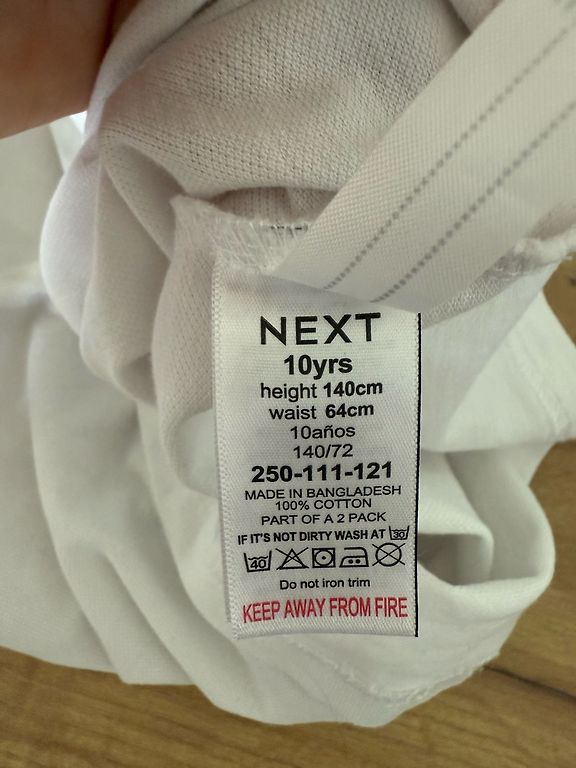 NEXT
10yrs
height 140cm
waist 64cm
10años
140/72
250-111-121
MADE IN BANGLADESH
100% COTTON
PART OF A 2 PACK
IF IT'S NOT DIRTY WASH AT 30
40
Do not iron trim
KEEP AWAY FROM FIRE